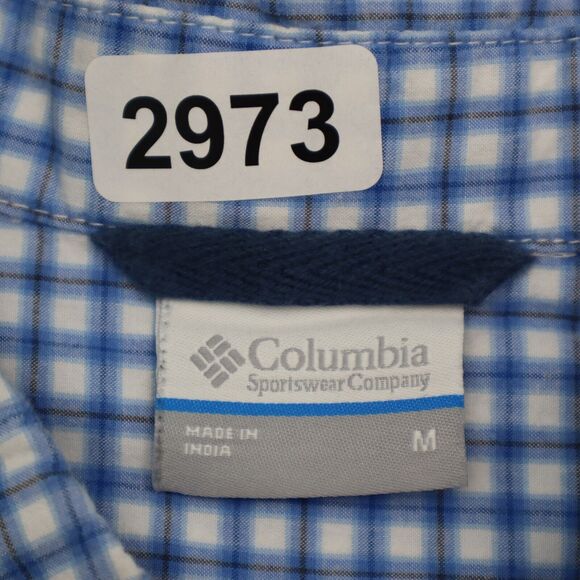 2973
Columbia
Sportswear Company
MADE IN
INDIA
M